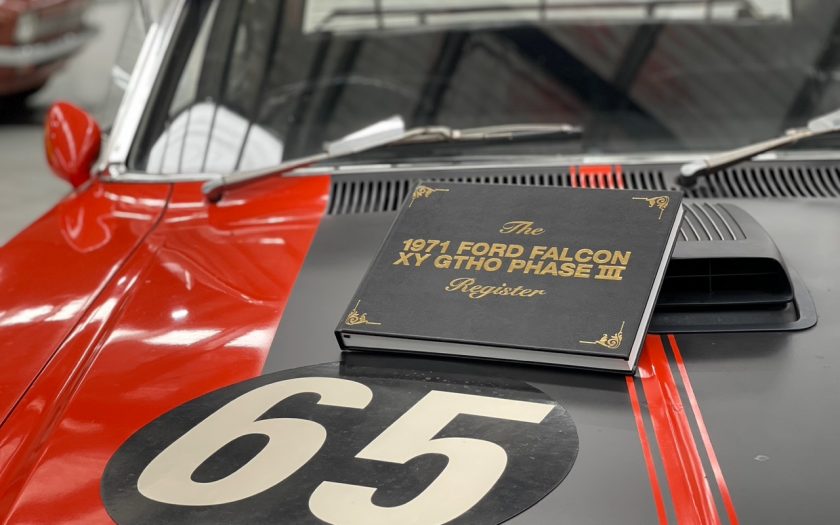 The
1971 FORD FALCON
XY GTHO PHASE III
Register
65